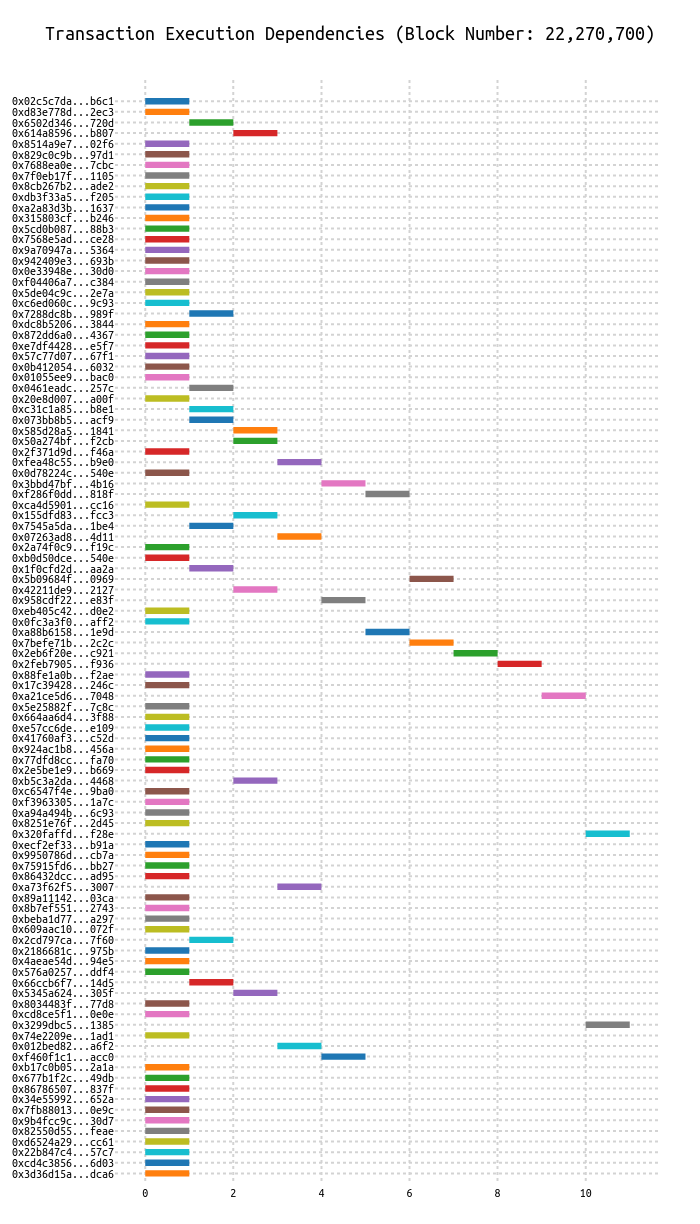 Transaction Execution Dependencies (Block Number: 22,270,700)
0x02c5c7da...b6c1
0xd83e778d...2ec3
0x6502d346...720d
0x614a8596...b807
0x8514a9e7...02f6
0x829c0c9b...97d1
0x7688ea0e...7cbc
0x7f0eb17f...1105
0x8cb267b2...ade2
0xdb3f33a5...f205
0xa2a83d3b...1637
0x315803cf...b246
0x5cd0b087...88b3
0x7568e5ad...ce28
0x9a70947a...5364
0x942409e3...693b
0x0e33948e...30d0
0xf04406a7...c384
0x5de04c9c...2e7a
0xc6ed060c...9c93
0x7288dc8b...989f
0xdc8b5206...3844
0x872dd6a0...4367
0xe7df4428...e5f7
0x57c77d07...67f1
0x0b412054...6032
0x01055ee9...bac0
0x0461eadc...257c
0x20e8d007...a00f
0xc31c1a85...b8e1
0x073bb8b5...acf9
0x585d28a5...1841
0x50a274bf...f2cb
0x2f371d9d...f46a
0xfea48c55...b9e0
0x0d78224c...540e
0x3bbd47bf...4b16
0xf286f0dd...818f
0xca4d5901...cc16
0x155dfd83...fcc3
0x7545a5da...1be4
0x07263ad8...4d11
0x2a74f0c9...f19c
0xb0d50dce...540e
0x1f0cfd2d...aa2a
0x5b09684f...0969
0x42211de9...2127
0x958cdf22...e83f
0xeb405c42...d0e2
0x0fc3a3f0...aff2
0xa88b6158...1e9d
0x7befe71b...2c2c
0x2eb6f20e...c921
0x2feb7905...f936
0x88fe1a0b...f2ae
0x17c39428...246c
0xa21ce5d6...7048
0x5e25882f...7c8c
0x664aa6d4...3f88
0xe57cc6de...e109
0x41760af3...c52d
0x924ac1b8...456a
0x77dfd8cc...fa70
0x2e5be1e9...b669
0xb5c3a2da...4468
0xc6547f4e...9ba0
0xf3963305...1a7c
0xa94a494b...6c93
0x8251e76f...2d45
0x320faffd...f28e
0xecf2ef33...b91a
0x9950786d...cb7a
0x75915fd6...bb27
0x86432dcc...ad95
0xa73f62f5...3007
0x89a11142...03ca
0x8b7ef551...2743
0xbeba1d77...a297
0x609aac10...072f
0x2cd797ca...7f60
0x2186681c...975b
0x4aeae54d...94e5
0x576a0257...ddf4
0x66ccb6f7...14d5
0x5345a624...305f
0x8034483f...77d8
0xcd8ce5f1...0e0e
0x3299dbc5...1385
0x74e2209e...1ad1
0x012bed82...a6f2
0xf460f1c1...acc0
0xb17c0b05...2a1a
0x677b1f2c...49db
0x86786507...837f
0x34e55992...652a
0x7fb88013...0e9c
0x9b4fcc9c...30d7
0x82550d55...feae
0xd6524a29...cc61
0x22b847c4...57c7
0xcd4c3856...6d03
0x3d36d15a...dca6
0 2 4 6 8 10